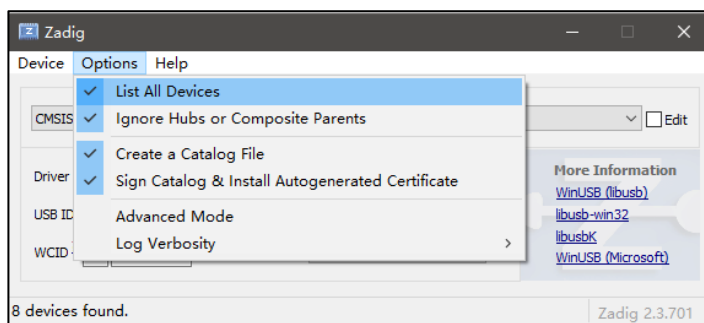 Zadig
Device Options Help
List All Devices
CMSIS Ignore Hubs or Composite Parents Edit
Create a Catalog File
Driver Sign Catalog & Install Autogenerated Certificate
More Information
WinUSB (libusb)
USB ID Advanced Mode
libusb-win32
Log Verbosity
libusbK
WCID
WinUSB (Microsoft)
8 devices found.
Zadig 2.3.701